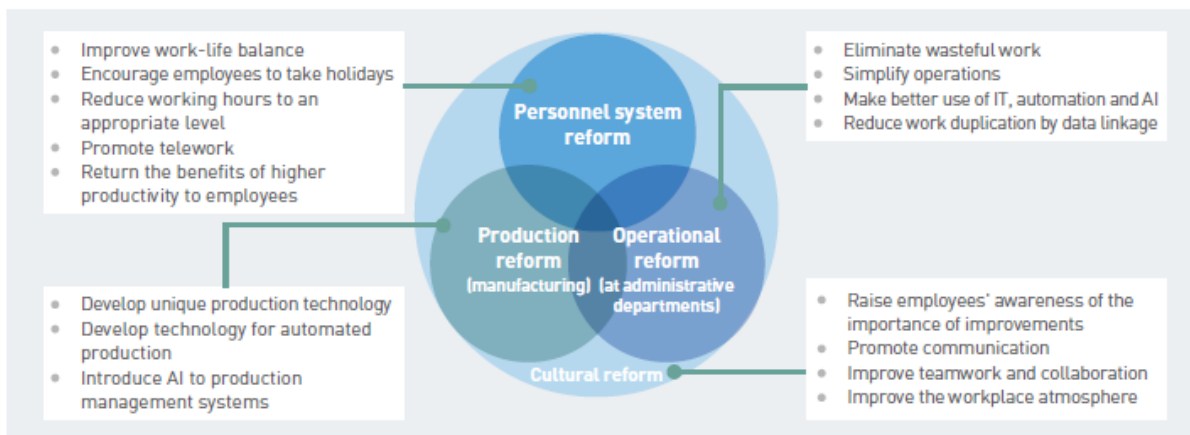 • Improve work-life balance
• Encourage employees to take holidays
• Reduce working hours to an
appropriate level
• Promote telework
• Return the benefits of higher
productivity to employees
• Eliminate wasteful work
• Simplify operations
• Make better use of IT, automation and AI
• Reduce work duplication by data linkage
Personnel system
reform
Production
reform
(manufacturing)
Operational
reform
(at administrative
departments)
Cultural reform
• Develop unique production technology
• Develop technology for automated
production
• Introduce AI to production
management systems
• Raise employees' awareness of the
importance of improvements
• Promote communication
• Improve teamwork and collaboration
• Improve the workplace atmosphere